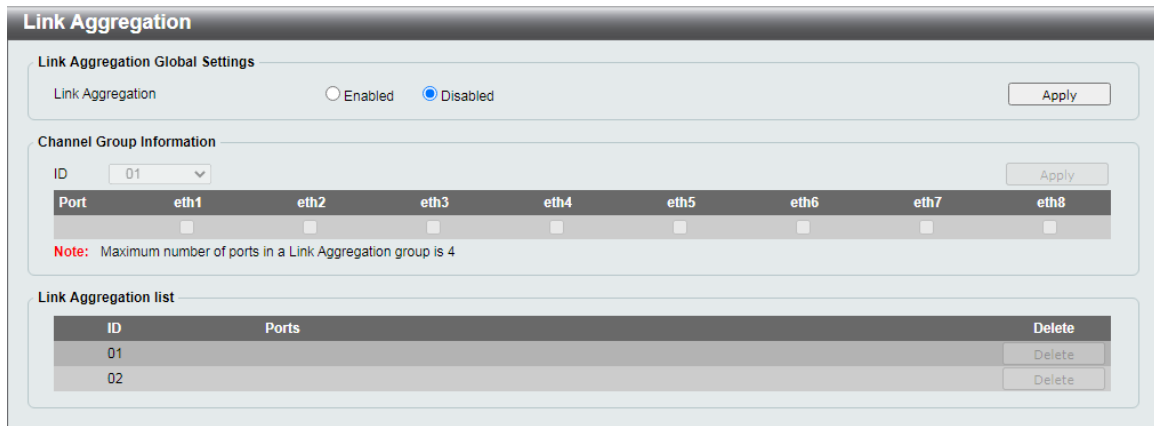 Link Aggregation
Link Aggregation Global Settings
Link Aggregation Enabled Disabled Apply
Channel Group Information
ID 01 Apply
Port eth1 eth2 eth3 eth4 eth5 eth6 eth7 eth8
Note: Maximum number of ports in a Link Aggregation group is 4
Link Aggregation list
ID Ports Delete
01 Delete
02 Delete